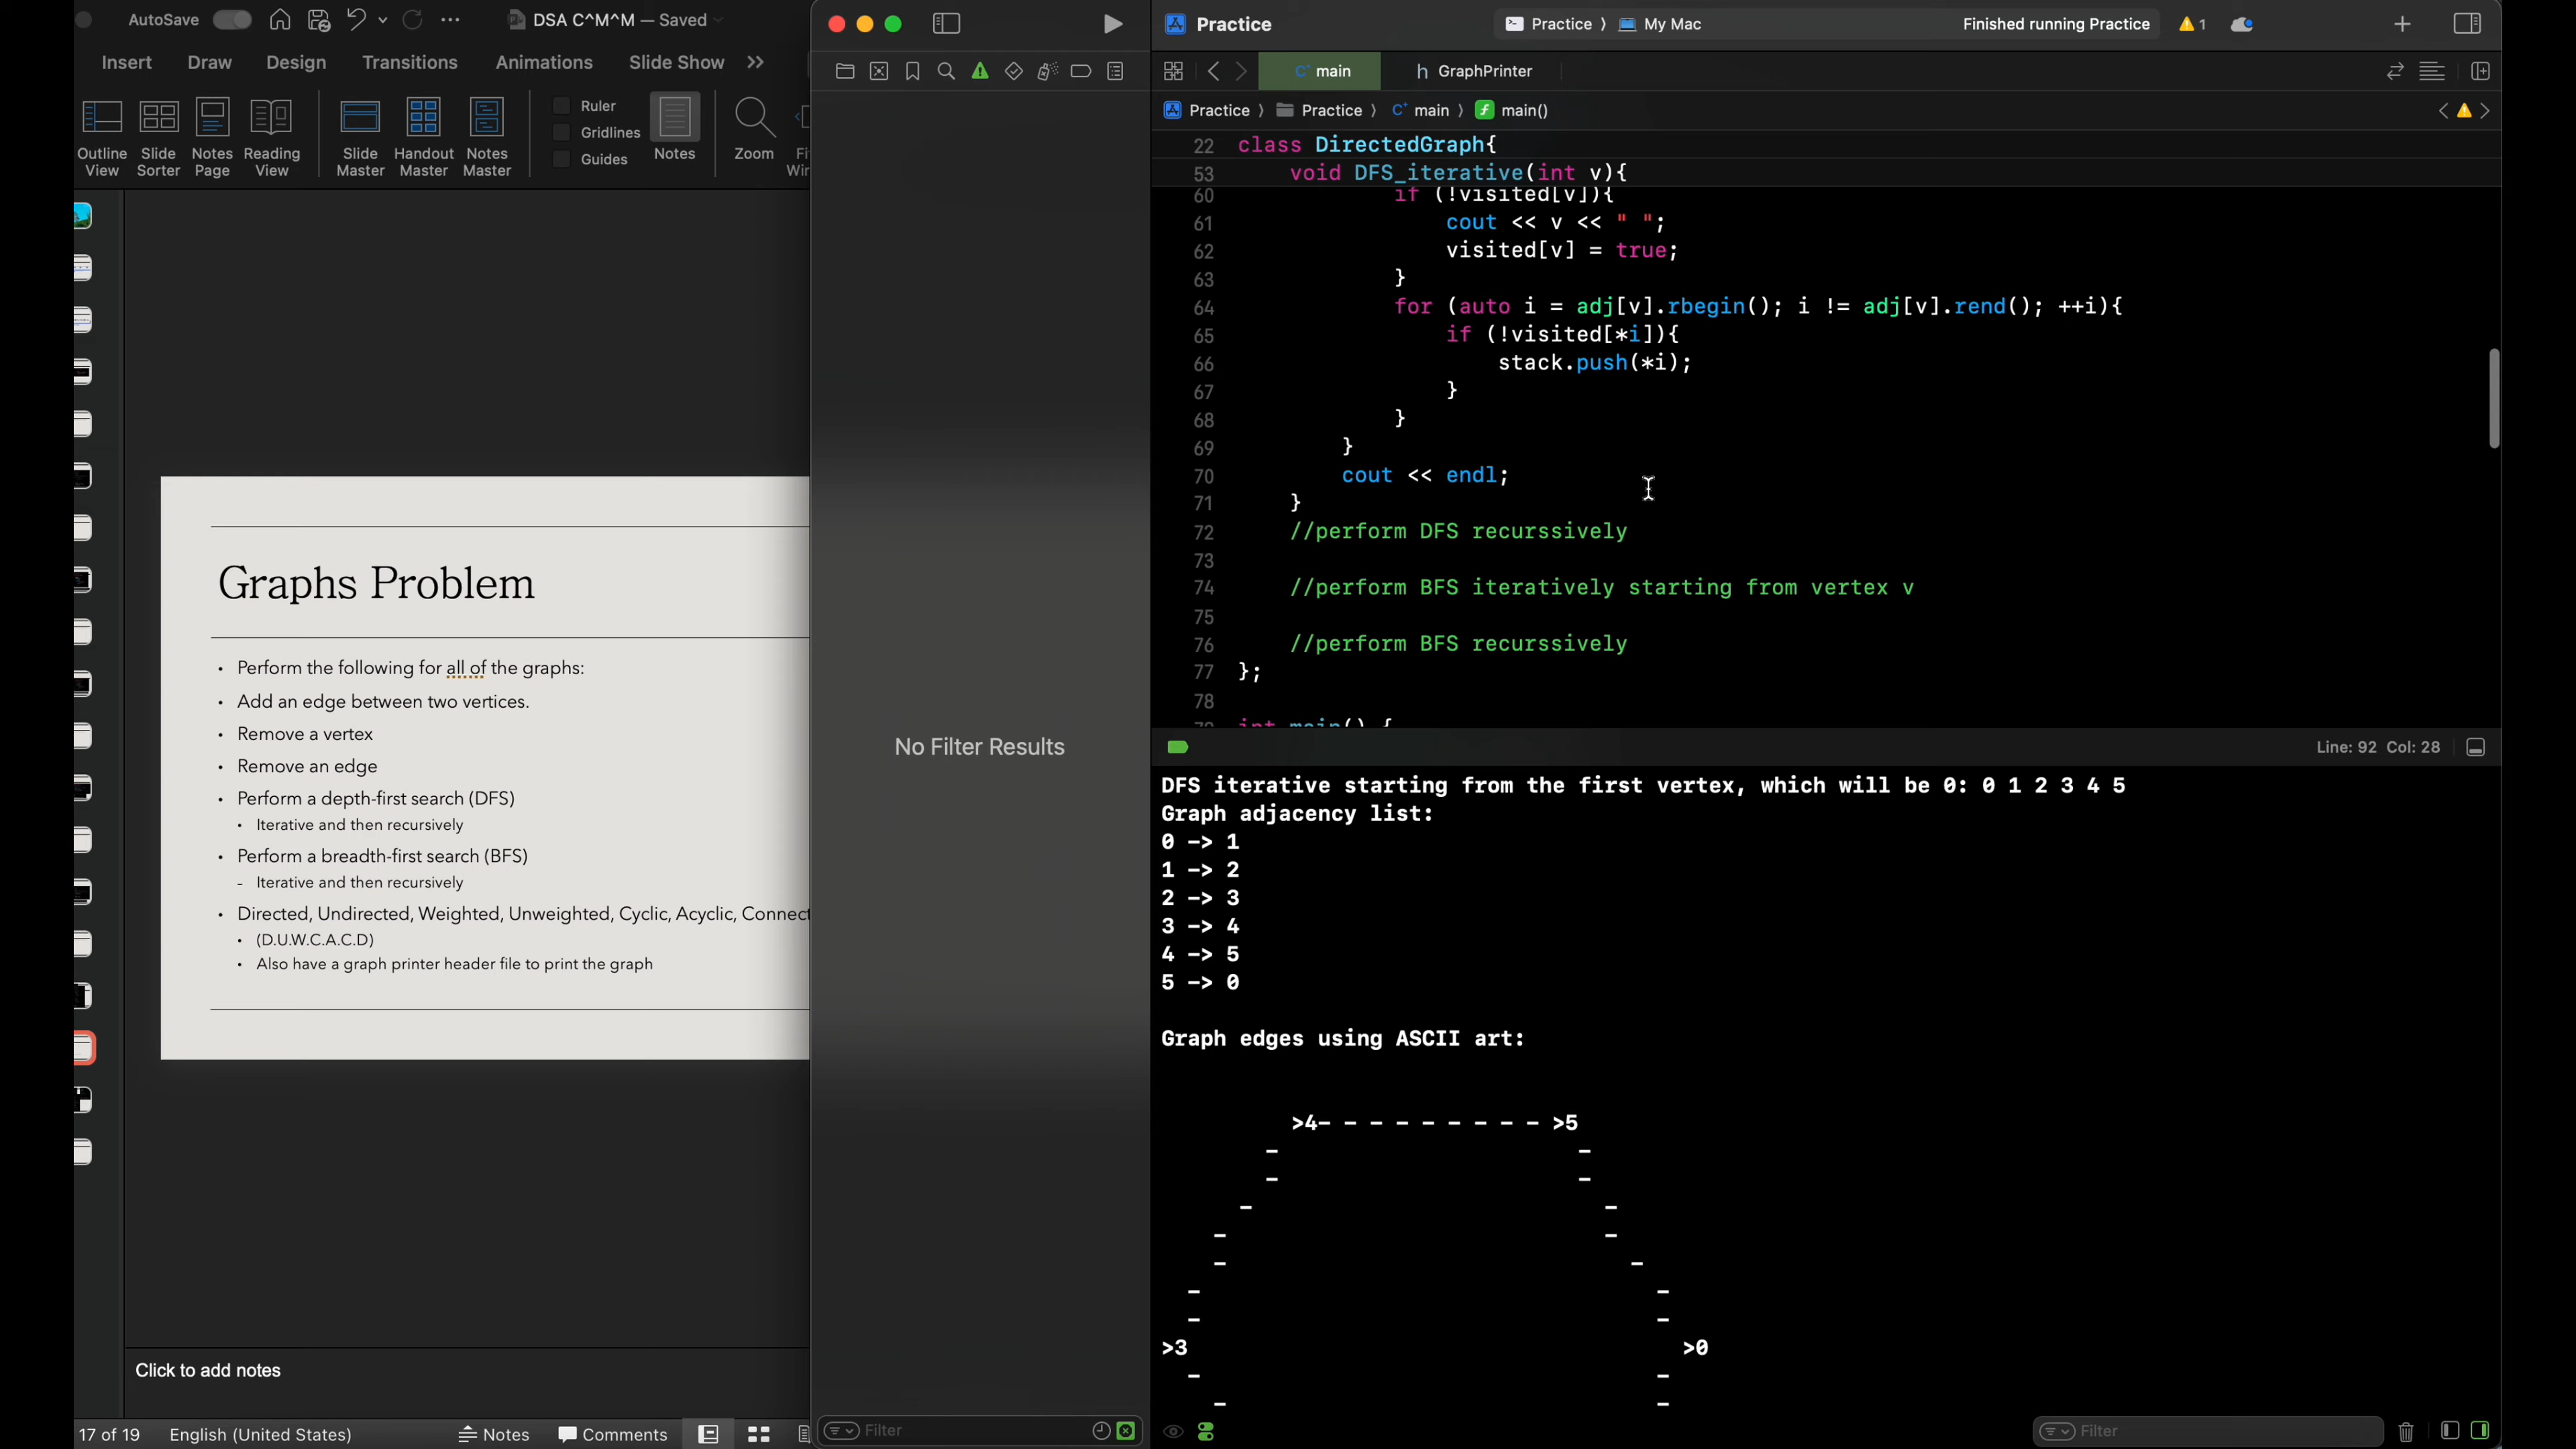 AutoSave
DSA C^M^M — Saved
Insert Draw Design Transitions Animations Slide Show
Outline View
Slide Sorter
Notes Page
Reading View
Slide Master
Handout Master
Notes Master
Ruler
Gridlines
Guides
Notes
Zoom
Graphs Problem
• Perform the following for all of the graphs:
• Add an edge between two vertices.
• Remove a vertex
• Remove an edge
• Perform a depth-first search (DFS)
• Iterative and then recursively
• Perform a breadth-first search (BFS)
- Iterative and then recursively
• Directed, Undirected, Weighted, Unweighted, Cyclic, Acyclic, Connect
• (D.U.W.C.A.C.D)
• Also have a graph printer header file to print the graph
Click to add notes
17 of 19 English (United States) Notes Comments
No Filter Results
Filter
Practice
Practice 〉 My Mac
Finished running Practice
1
main
h GraphPrinter
Practice 〉 Practice 〉 main 〉 main()
22 class DirectedGraph{
53 void DFS_iterative(int v){
60 if (!visited[v]){
61 cout << v << " ";
62 visited[v] = true;
63 }
64 for (auto i = adj[v].rbegin(); i != adj[v].rend(); ++i){
65 if (!visited[*i]){
66 stack.push(*i);
67 }
68 }
69 }
70 cout << endl;
71 }
72 //perform DFS recurssively
73
74 //perform BFS iteratively starting from vertex v
75
76 //perform BFS recurssively
77 };
78
79 int main() {
Line: 92 Col: 28
DFS iterative starting from the first vertex, which will be 0: 0 1 2 3 4 5
Graph adjacency list:
0 -> 1
1 -> 2
2 -> 3
3 -> 4
4 -> 5
5 -> 0
Graph edges using ASCII art:
>4- - - - - - - - - >5
>3 >0
Filter